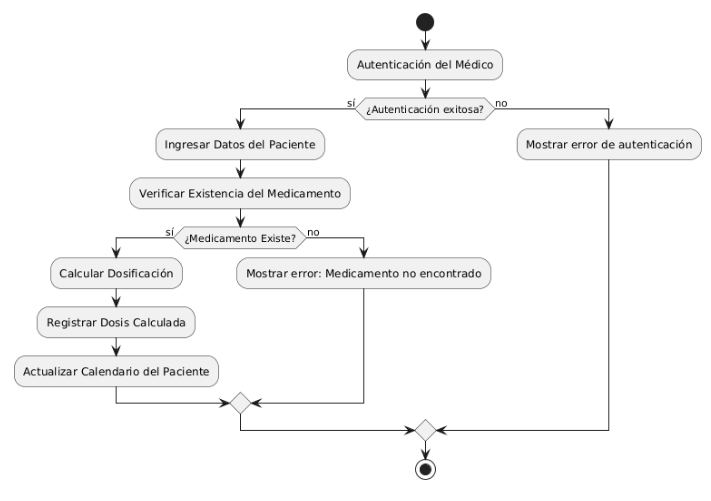 Autenticación del Médico
sí
¿Autenticación exitosa?
no
Ingresar Datos del Paciente
Mostrar error de autenticación
Verificar Existencia del Medicamento
sí
¿Medicamento Existe?
no
Calcular Dosificación
Mostrar error: Medicamento no encontrado
Registrar Dosis Calculada
Actualizar Calendario del Paciente